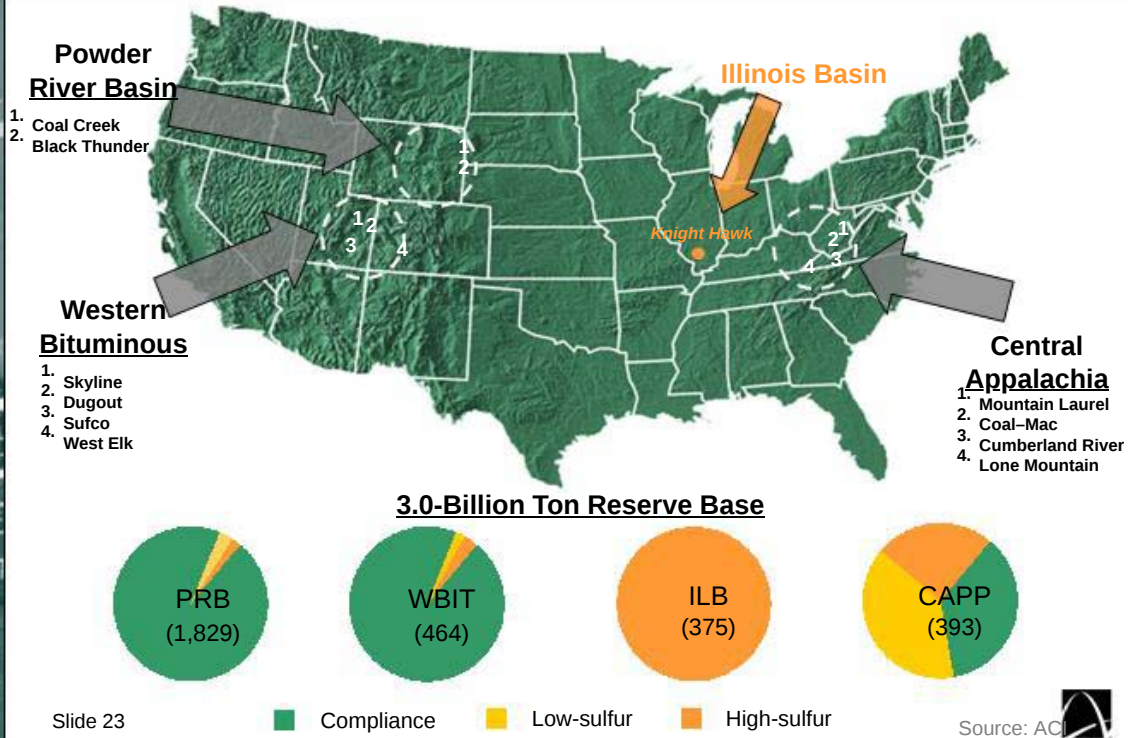 Powder
River Basin
1. Coal Creek
2. Black Thunder
Illinois Basin
1
2
1
2
3
4
Knight Hawk
1
2
3
4
Western
Bituminous
1. Skyline
2. Dugout
3. Sufco
4. West Elk
Central
Appalachia
1. Mountain Laurel
2. Coal–Mac
3. Cumberland River
4. Lone Mountain
3.0-Billion Ton Reserve Base
PRB
(1,829)
WBIT
(464)
ILB
(375)
CAPP
(393)
Slide 23
Compliance
Low-sulfur
High-sulfur
Source: ACI